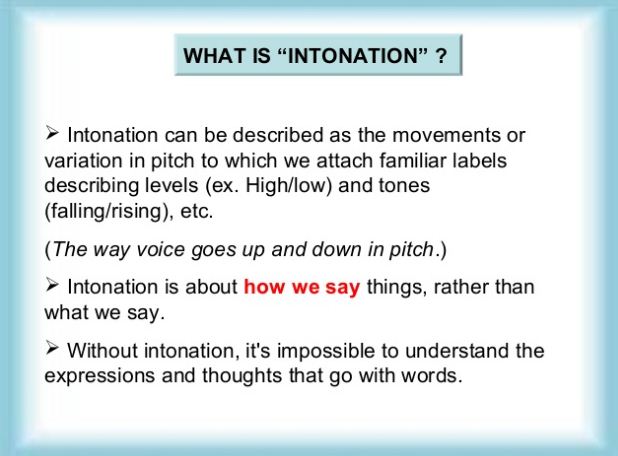 WHAT IS “INTONATION” ?
➢ Intonation can be described as the movements or
variation in pitch to which we attach familiar labels
describing levels (ex. High/low) and tones
(falling/rising), etc.
(The way voice goes up and down in pitch.)
➢ Intonation is about how we say things, rather than
what we say.
➢ Without intonation, it's impossible to understand the
expressions and thoughts that go with words.